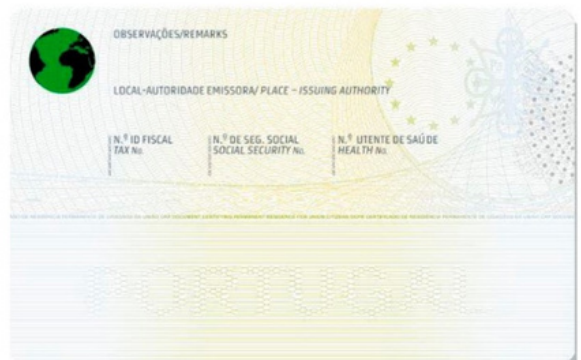 OBSERVAÇÕES/REMARKS
LOCAL-AUTORIDADE EMISSORA/ PLACE – ISSUING AUTHORITY
N.º ID FISCAL N.º DE SEG. SOCIAL N.º UTENTE DE SAÚDE
TAX No. SOCIAL SECURITY No. HEALTH No.
PORTUGAL